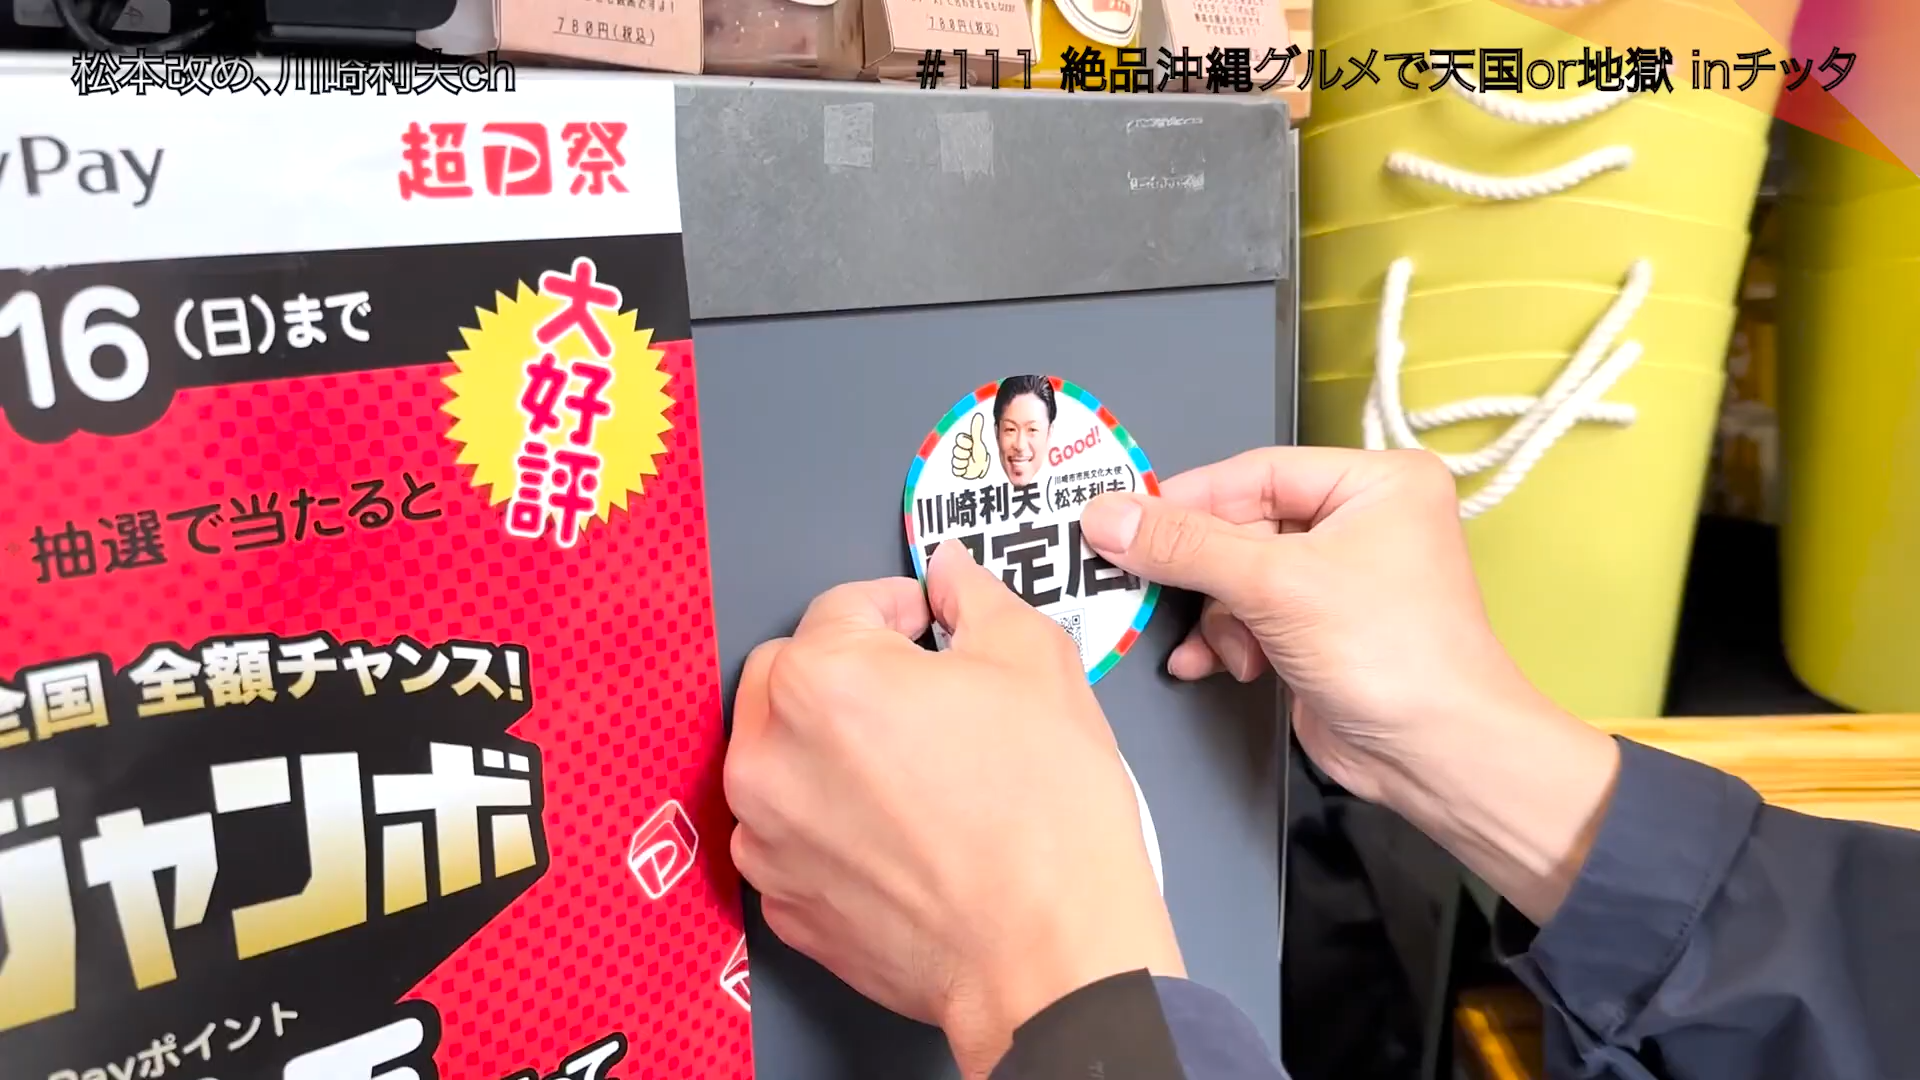 松本改め、川崎利夫ch
#111 絶品沖縄グルメで天国or地獄 inチッタ
780円(税込)
780円(税込)
yPay
超P祭
16(日)まで
大好評
抽選で当たると
全国 全額チャンス!
ジャンボ
Payポイント
Good!
川崎市市民文化大使
川崎利夫(松本利夫)
認定店